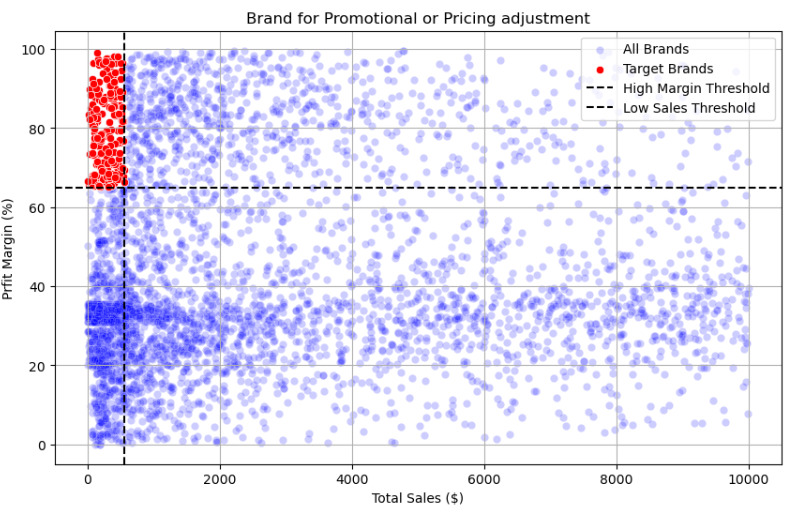 Brand for Promotional or Pricing adjustment
All Brands
Target Brands
High Margin Threshold
Low Sales Threshold
Prfit Margin (%)
100
80
60
40
20
0
0 2000 4000 6000 8000 10000
Total Sales ($)